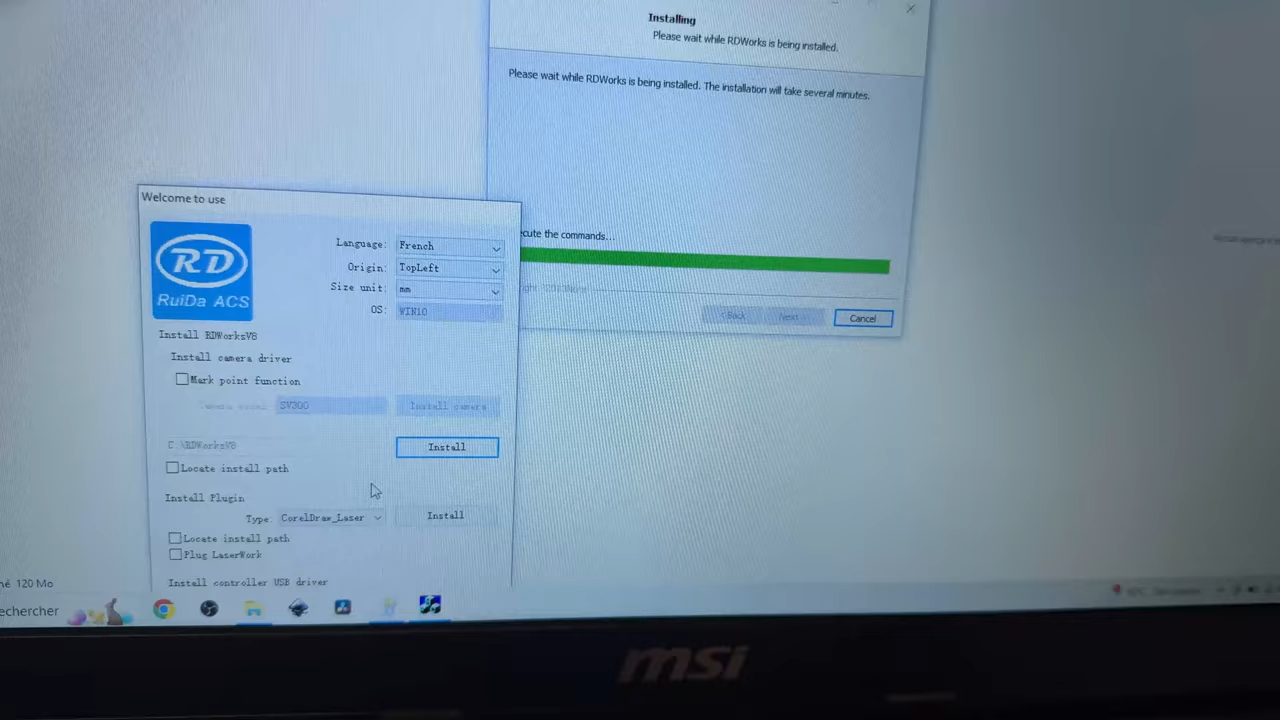 Installing
Please wait while RDWorks is being installed.
Please wait while RDWorks is being installed. The installation will take several minutes.
cute the commands...
< Back
Next >
Cancel
Welcome to use
RD
RuiDa ACS
Language: French
Origin: TopLeft
Size unit: mm
OS: WIN10
Install RDWorksV8
Install camera driver
Mark point function
SV300
Install camera
C:\RDWorksV8
Install
Locate install path
Install Plugin
Type: CorelDraw_Laser
Install
Locate install path
Plug LaserWork
Install controller USB driver
né 120 Mo
echercher
msi